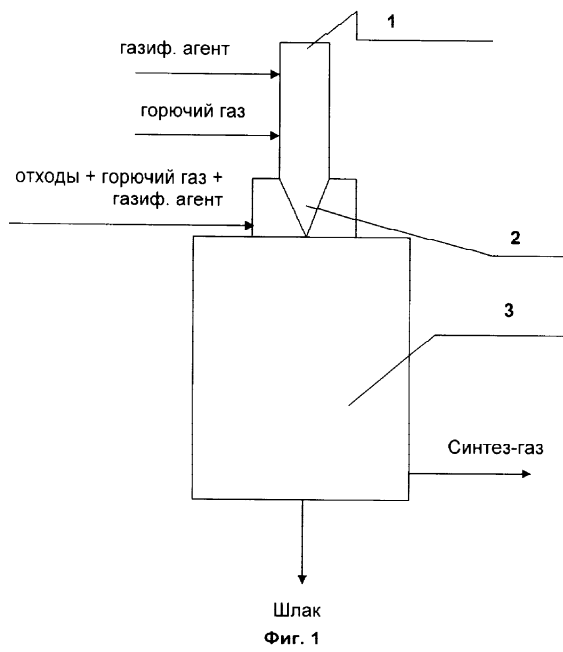 1
газиф. агент
горючий газ
отходы + горючий газ +
газиф. агент
2
3
Синтез-газ
Шлак
Фиг. 1